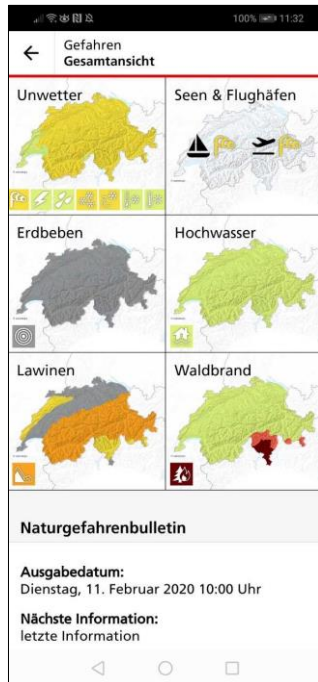 100% 11:32
Gefahren
Gesamtansicht
Unwetter
Seen & Flughäfen
Erdbeben
Hochwasser
Lawinen
Waldbrand
Naturgefahrenbulletin
Ausgabedatum:
Dienstag, 11. Februar 2020 10:00 Uhr
Nächste Information:
letzte Information